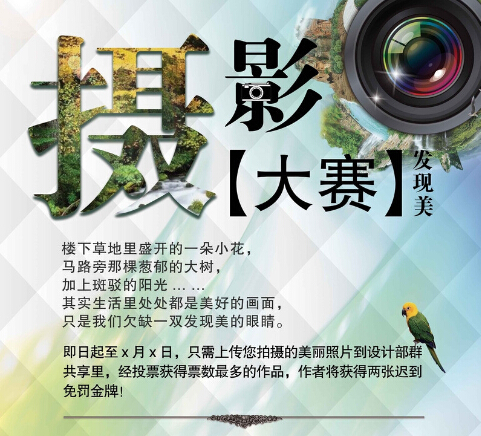 摄影
【大赛】
发现美
楼下草地里盛开的一朵小花，
马路旁那棵葱郁的大树，
加上斑驳的阳光 … …
其实生活里处处都是美好的画面，
只是我们欠缺一双发现美的眼睛。
即日起至 x 月 x 日，只需上传您拍摄的美丽照片到设计部群
共享里，经投票获得票数最多的作品，作者将获得两张迟到
免罚金牌!